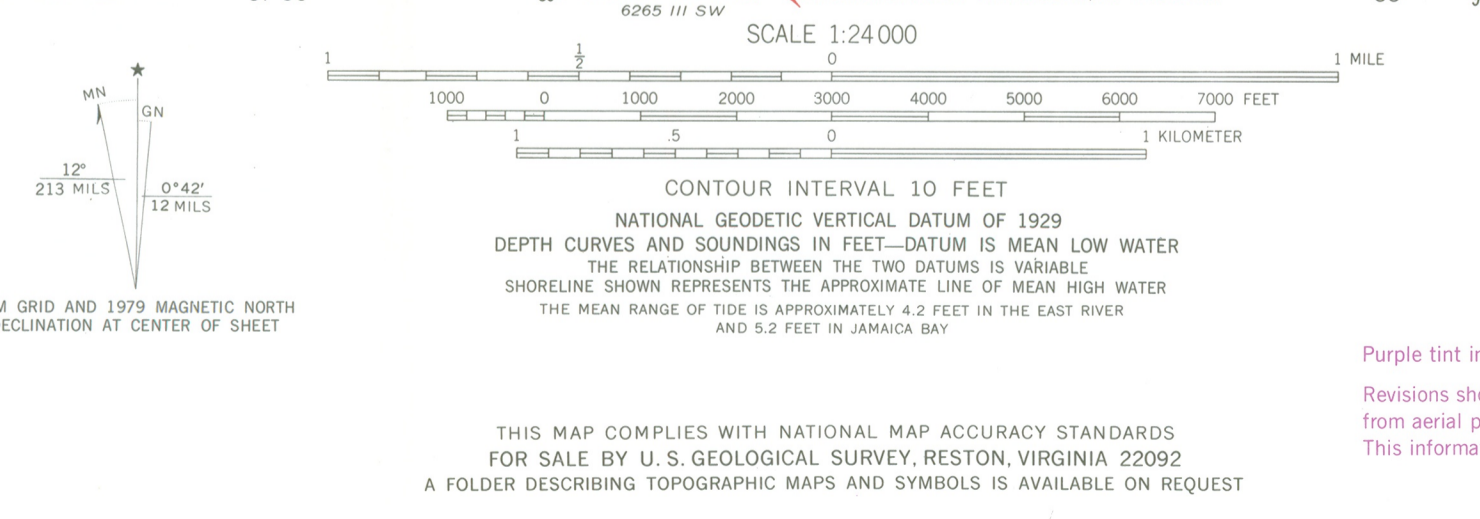 6265 III SW
SCALE 1:24 000
1 1/2 0 1 MILE
1000 0 1000 2000 3000 4000 5000 6000 7000 FEET
1 .5 0 1 KILOMETER
★
MN
GN
12°
213 MILS
0°42′
12 MILS
GRID AND 1979 MAGNETIC NORTH
ECLINATION AT CENTER OF SHEET
CONTOUR INTERVAL 10 FEET
NATIONAL GEODETIC VERTICAL DATUM OF 1929
DEPTH CURVES AND SOUNDINGS IN FEET—DATUM IS MEAN LOW WATER
THE RELATIONSHIP BETWEEN THE TWO DATUMS IS VARIABLE
SHORELINE SHOWN REPRESENTS THE APPROXIMATE LINE OF MEAN HIGH WATER
THE MEAN RANGE OF TIDE IS APPROXIMATELY 4.2 FEET IN THE EAST RIVER
AND 5.2 FEET IN JAMAICA BAY
Purple tint in
Revisions sho
from aerial p
This informa
THIS MAP COMPLIES WITH NATIONAL MAP ACCURACY STANDARDS
FOR SALE BY U. S. GEOLOGICAL SURVEY, RESTON, VIRGINIA 22092
A FOLDER DESCRIBING TOPOGRAPHIC MAPS AND SYMBOLS IS AVAILABLE ON REQUEST